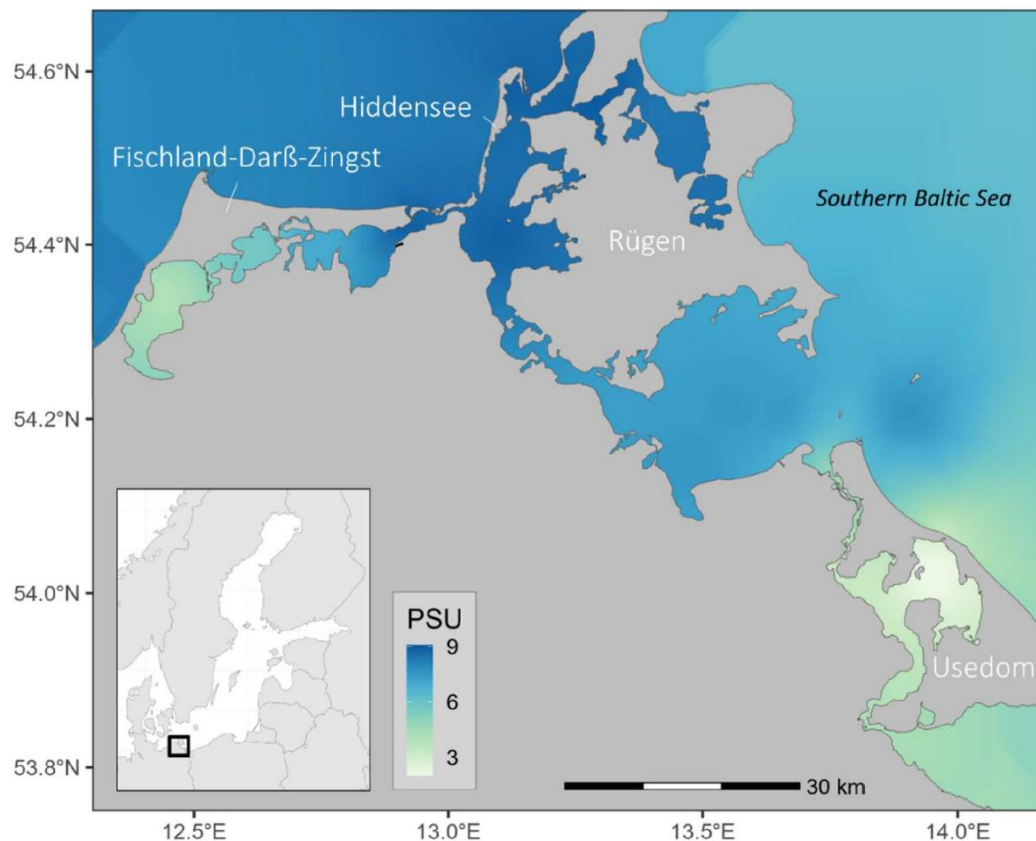 54.6°N
54.4°N
54.2°N
54.0°N
53.8°N
Hiddensee
Fischland-Darß-Zingst
Southern Baltic Sea
Rügen
Usedom
PSU
9
6
3
30 km
12.5°E
13.0°E
13.5°E
14.0°E